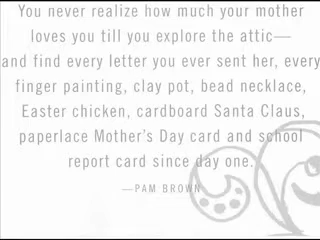 You never realize how much your mother
loves you till you explore the attic—
and find every letter you ever sent her, every
finger painting, clay pot, bead necklace,
Easter chicken, cardboard Santa Claus,
paperlace Mother's Day card and school
report card since day one.
—PAM BROWN